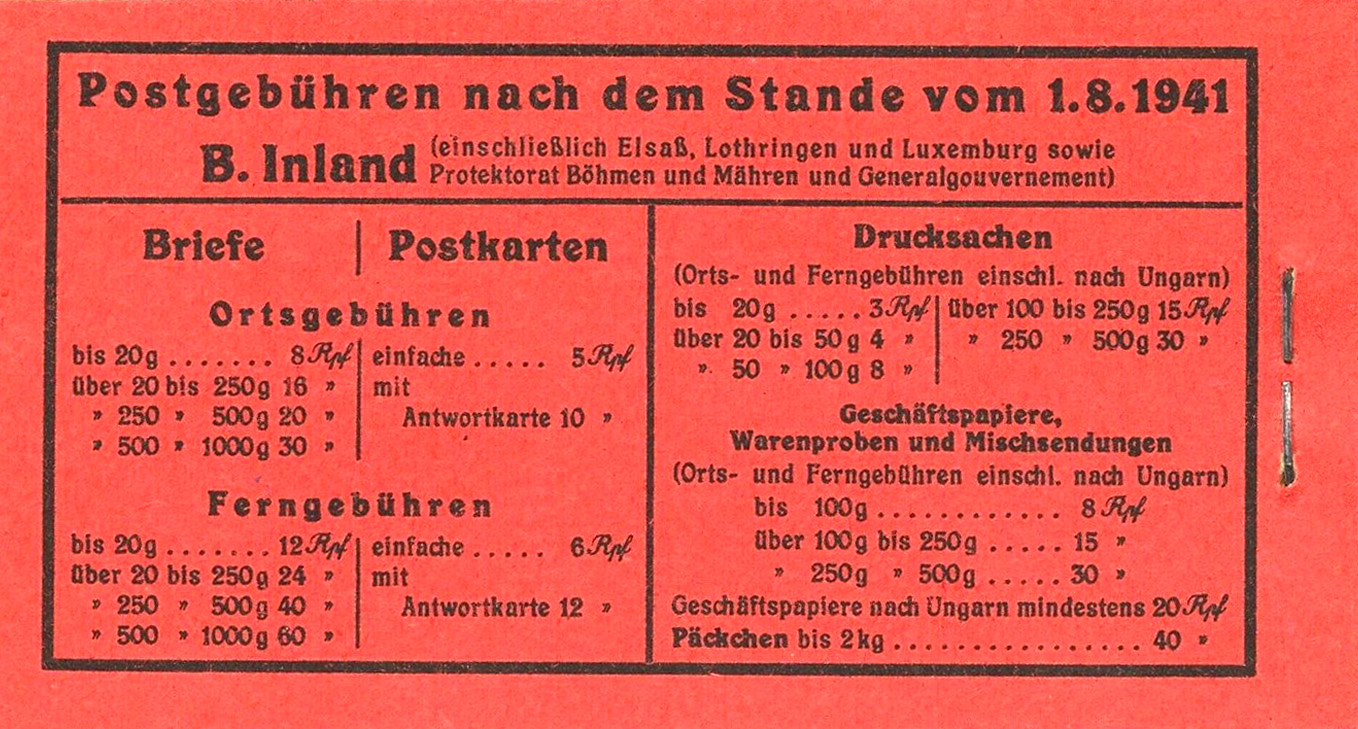 Postgebühren nach dem Stande vom 1.8.1941
B. Inland (einschließlich Elsaß, Lothringen und Luxemburg sowie
Protektorat Böhmen und Mähren und Generalgouvernement)
Briefe | Postkarten
Ortsgebühren
bis 20g ....... 8 Rpf
über 20 bis 250g 16 »
» 250 » 500g 20 »
» 500 » 1000g 30 »
einfache ..... 5 Rpf
mit
Antwortkarte 10 »
Ferngebühren
bis 20g ....... 12 Rpf
über 20 bis 250g 24 »
» 250 » 500g 40 »
» 500 » 1000g 60 »
einfache ..... 6 Rpf
mit
Antwortkarte 12 »
Drucksachen
(Orts- und Ferngebühren einschl. nach Ungarn)
bis 20g ..... 3 Rpf
über 20 bis 50g 4 »
» 50 » 100g 8 »
über 100 bis 250g 15 Rpf
» 250 » 500g 30 »
Geschäftspapiere,
Warenproben und Mischsendungen
(Orts- und Ferngebühren einschl. nach Ungarn)
bis 100g ............. 8 Rpf
über 100g bis 250g ..... 15 »
» 250g » 500g ..... 30 »
Geschäftspapiere nach Ungarn mindestens 20 Rpf
Päckchen bis 2kg ................. 40 »